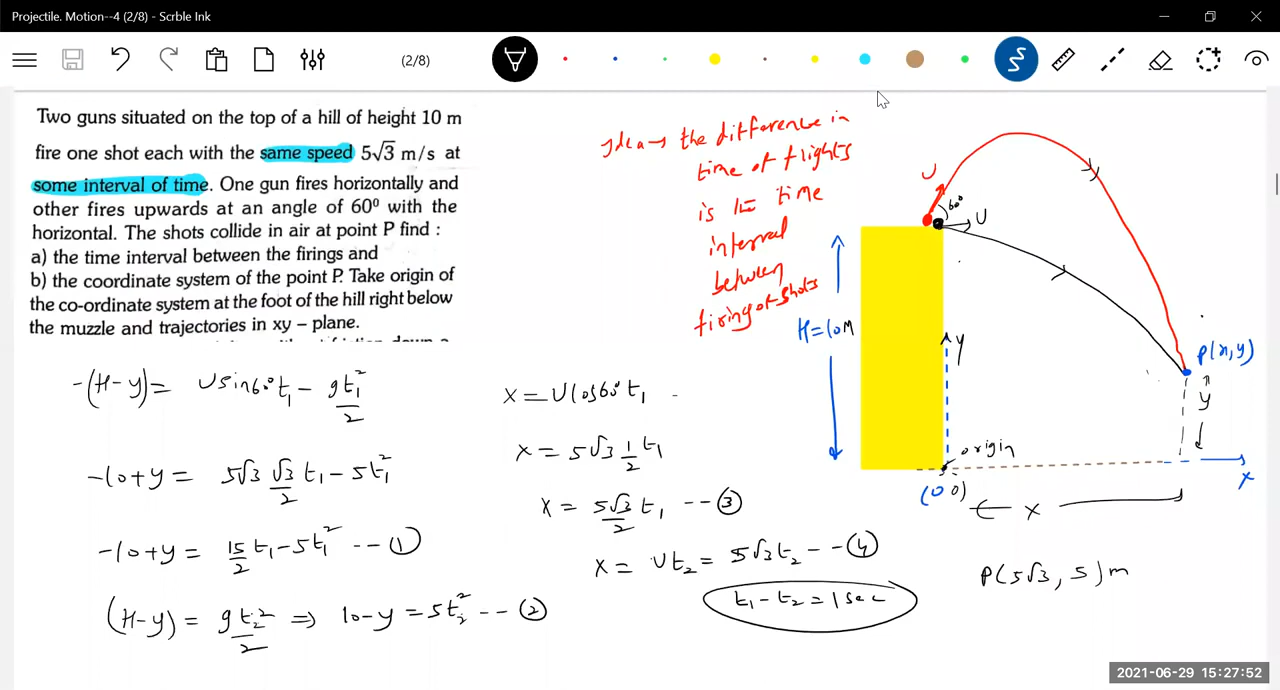 Projectile. Motion--4 (2/8) - Scrble Ink
(2/8)
Two guns situated on the top of a hill of height 10 m
fire one shot each with the same speed 5√3 m/s at
some interval of time. One gun fires horizontally and
other fires upwards at an angle of 60⁰ with the
horizontal. The shots collide in air at point P find :
a) the time interval between the firings and
b) the coordinate system of the point P. Take origin of
the co-ordinate system at the foot of the hill right below
the muzzle and trajectories in xy – plane.
Idea→ the difference in
time of flights
is the time
interval
between
firing of shots
U
60°
U
H=10M
y
P(x,y)
y
origin
(0 0)
x
x
P(5√3, 5)m
-(H-y)= Usin60°t₁ - gt₁²/2
-10+y = 5√3 √3/2 t₁ - 5t₁²
-10+y = 15/2 t₁ - 5t₁² --- ①
(H-y) = gt₂²/2 ⇒ 10-y = 5t₂² --- ②
x = Ucos60° t₁
x = 5√3 1/2 t₁
x = 5√3/2 t₁ --- ③
x = Ut₂ = 5√3t₂ -- ④
t₁-t₂ = 1sec
2021-06-29 15:27:52